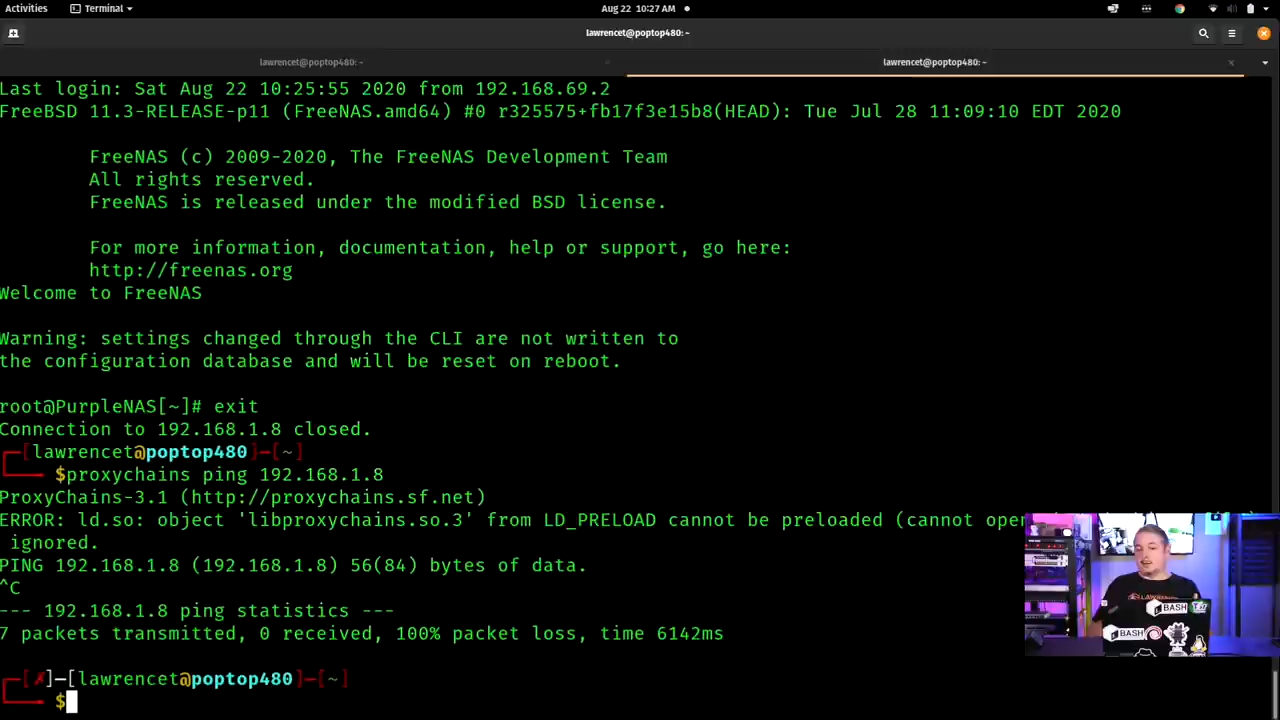 Activities Terminal Aug 22 10:27 AM
lawrencet@poptop480:~
lawrencet@poptop480: ~ lawrencet@poptop480: ~
Last login: Sat Aug 22 10:25:55 2020 from 192.168.69.2
FreeBSD 11.3-RELEASE-p11 (FreeNAS.amd64) #0 r325575+fb17f3e15b8(HEAD): Tue Jul 28 11:09:10 EDT 2020
FreeNAS (c) 2009-2020, The FreeNAS Development Team
All rights reserved.
FreeNAS is released under the modified BSD license.
For more information, documentation, help or support, go here:
http://freenas.org
Welcome to FreeNAS
Warning: settings changed through the CLI are not written to
the configuration database and will be reset on reboot.
root@PurpleNAS[~]# exit
Connection to 192.168.1.8 closed.
┌─[lawrencet@poptop480]─[~]
└──╼ $proxychains ping 192.168.1.8
ProxyChains-3.1 (http://proxychains.sf.net)
ERROR: ld.so: object 'libproxychains.so.3' from LD_PRELOAD cannot be preloaded (cannot open
ignored.
PING 192.168.1.8 (192.168.1.8) 56(84) bytes of data.
^C
--- 192.168.1.8 ping statistics ---
7 packets transmitted, 0 received, 100% packet loss, time 6142ms
┌─[✗]─[lawrencet@poptop480]─[~]
└──╼ $
BASH
BASH